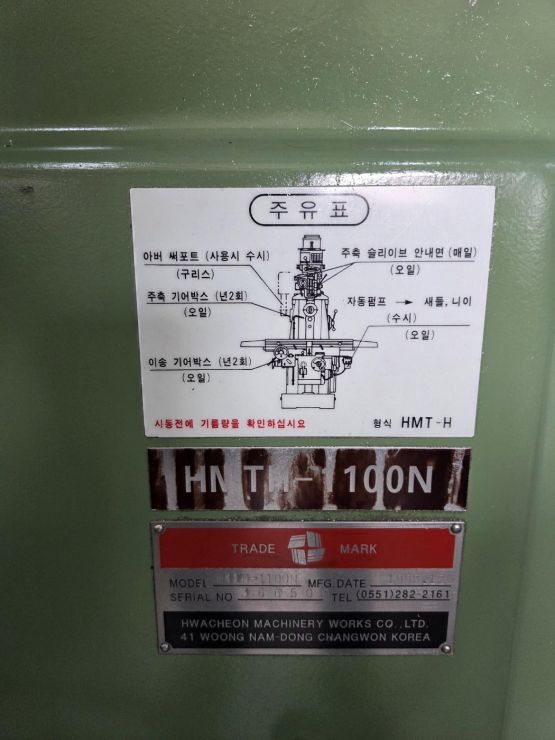 주유표
아버 써포트 (사용시 수시)
(구리스)
주축 슬리이브 안내면 (매일)
(오일)
주축 기어박스 (년2회)
(오일)
자동펌프 → 새들, 니이
(수시)
(오일)
이송 기어박스 (년2회)
(오일)
시동전에 기름량을 확인하십시요
형식 HMT-H
HMTH-1100N
TRADE MARK
MODEL MFG.DATE
SERIAL NO TEL (0551)282-2161
HWACHEON MACHINERY WORKS CO.,LTD.
41 WOONG NAM-DONG CHANGWON KOREA